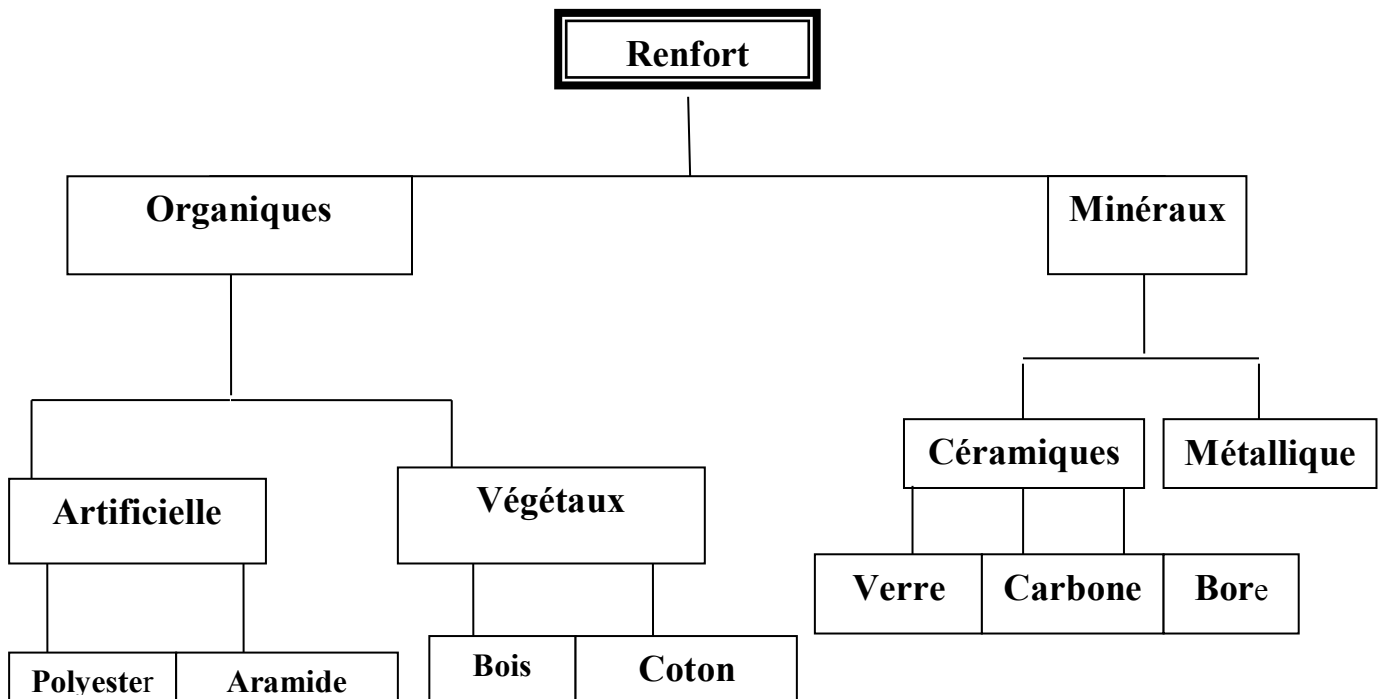 Renfort
Organiques
Minéraux
Céramiques
Métallique
Artificielle
Végétaux
Verre
Carbone
Bore
Polyester
Aramide
Bois
Coton